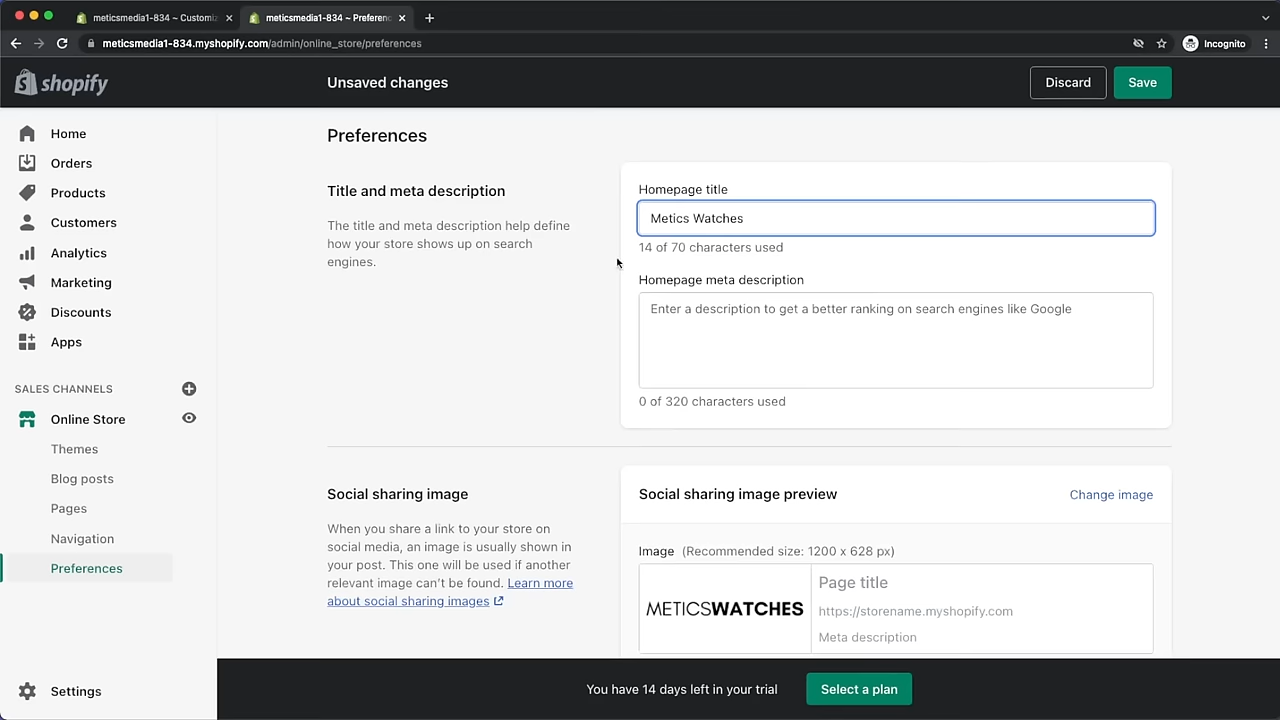 meticsmedia1-834 ~ Customiz
meticsmedia1-834 ~ Preferenc
meticsmedia1-834.myshopify.com/admin/online_store/preferences
Incognito
shopify
Unsaved changes
Discard
Save
Home
Orders
Products
Customers
Analytics
Marketing
Discounts
Apps
SALES CHANNELS
Online Store
Themes
Blog posts
Pages
Navigation
Preferences
Settings
Preferences
Title and meta description
The title and meta description help define
how your store shows up on search
engines.
Homepage title
Metics Watches
14 of 70 characters used
Homepage meta description
Enter a description to get a better ranking on search engines like Google
0 of 320 characters used
Social sharing image
When you share a link to your store on
social media, an image is usually shown in
your post. This one will be used if another
relevant image can't be found. Learn more
about social sharing images
Social sharing image preview
Change image
Image (Recommended size: 1200 x 628 px)
METICSWATCHES
Page title
https://storename.myshopify.com
Meta description
You have 14 days left in your trial
Select a plan